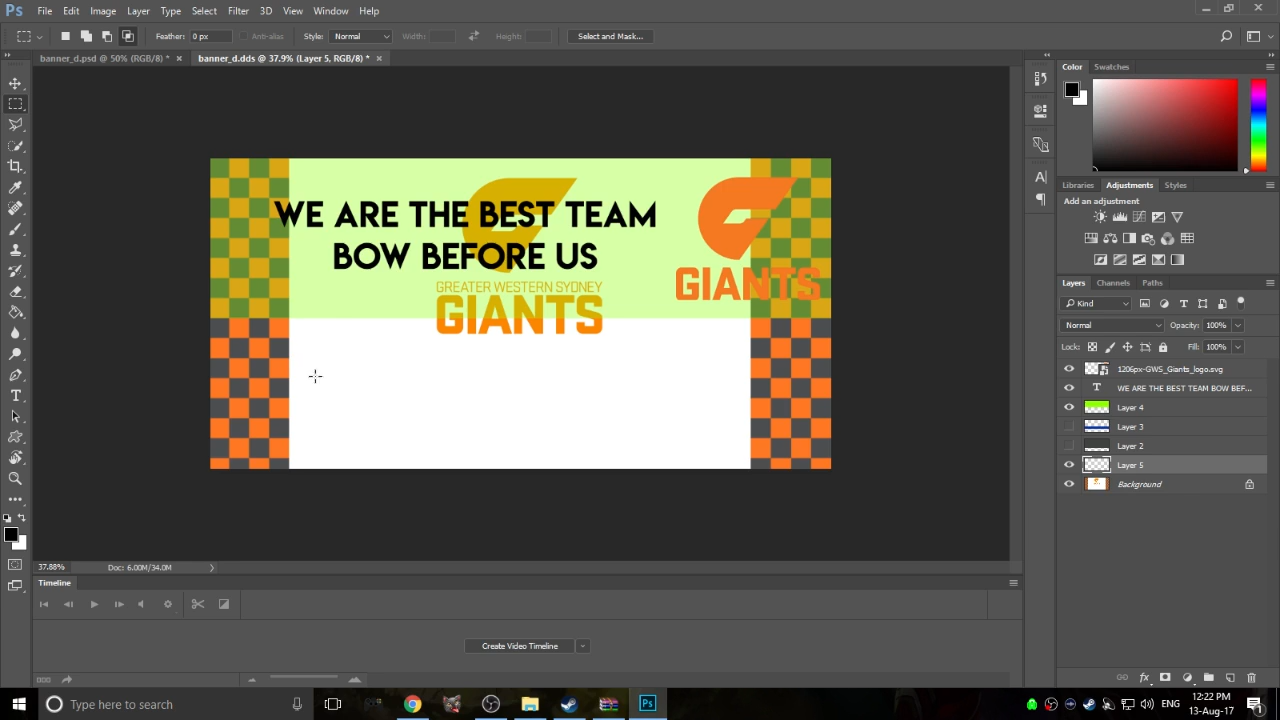 Ps File Edit Image Layer Type Select Filter 3D View Window Help
Feather: 0 px Anti-alias Style: Normal Width: Height: Select and Mask...
banner_d.psd @ 50% (RGB/8) * × banner_d.dds @ 37.9% (Layer 5, RGB/8) * ×
WE ARE THE BEST TEAM
BOW BEFORE US
GREATER WESTERN SYDNEY
GIANTS
GIANTS
Color Swatches
Libraries Adjustments Styles
Add an adjustment
Layers Channels Paths
Kind
Normal Opacity: 100%
Lock: Fill: 100%
1206px-GWS_Giants_logo.svg
T WE ARE THE BEST TEAM BOW BEF...
Layer 4
Layer 3
Layer 2
Layer 5
Background
37.88% Doc: 6.00M/34.0M
Timeline
Create Video Timeline
Type here to search
Ps
ENG
12:22 PM
13-Aug-17